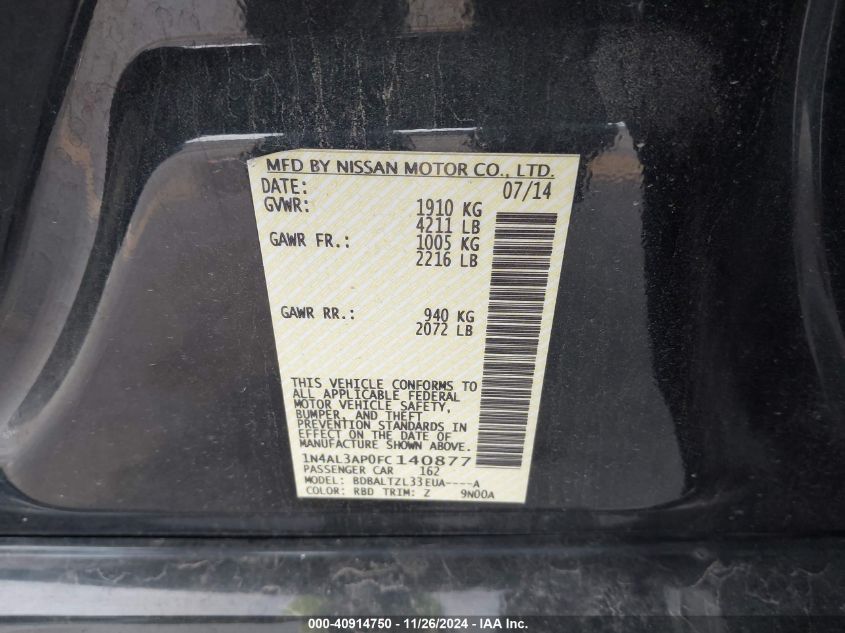 MFD BY NISSAN MOTOR CO., LTD.
DATE: 07/14
GVWR: 1910 KG
4211 LB
GAWR FR.: 1005 KG
2216 LB
GAWR RR.: 940 KG
2072 LB
THIS VEHICLE CONFORMS TO
ALL APPLICABLE FEDERAL
MOTOR VEHICLE SAFETY,
BUMPER, AND THEFT
PREVENTION STANDARDS IN
EFFECT ON THE DATE OF
MANUFACTURE SHOWN ABOVE.
1N4AL3AP0FC140877
PASSENGER CAR 162
MODEL: BDBALTZL33EUA----A
COLOR: RBD TRIM: Z 9N00A
000-40914750 - 11/26/2024 - IAA Inc.